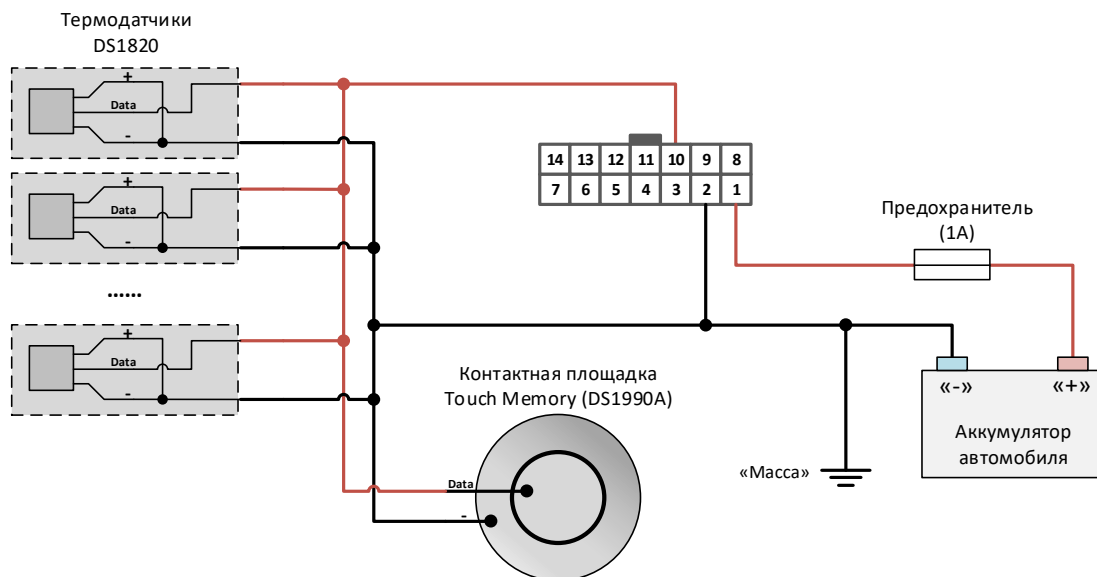 Термодатчики
DS1820
+
Data
-
14 13 12 11 10 9 8
7 6 5 4 3 2 1
+
Data
-
Предохранитель
(1А)
......
+
Data
-
Контактная площадка
Touch Memory (DS1990A)
«-» «+»
Аккумулятор
автомобиля
«Масса»
Data
-